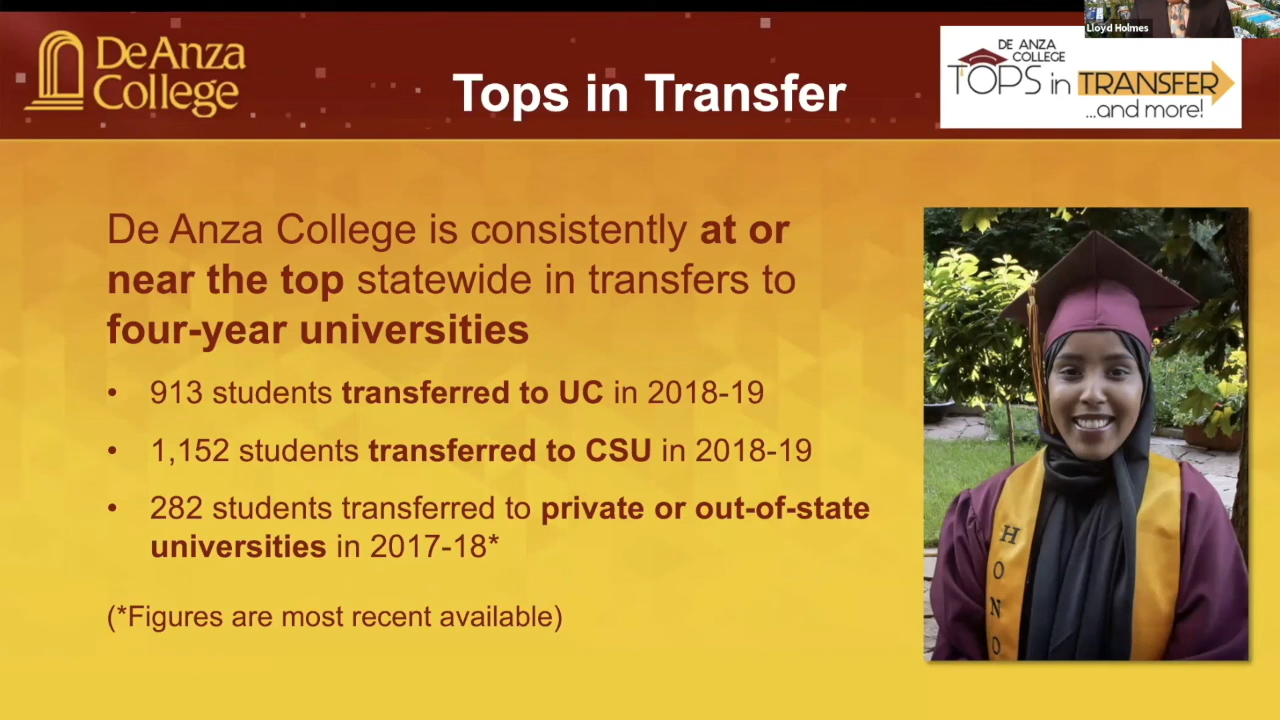 Lloyd Holmes
De Anza
College
Tops in Transfer
DE ANZA
COLLEGE
TOPS in TRANSFER
...and more!
De Anza College is consistently at or
near the top statewide in transfers to
four-year universities
• 913 students transferred to UC in 2018-19
• 1,152 students transferred to CSU in 2018-19
• 282 students transferred to private or out-of-state
universities in 2017-18*
(*Figures are most recent available)
H
O
N
O